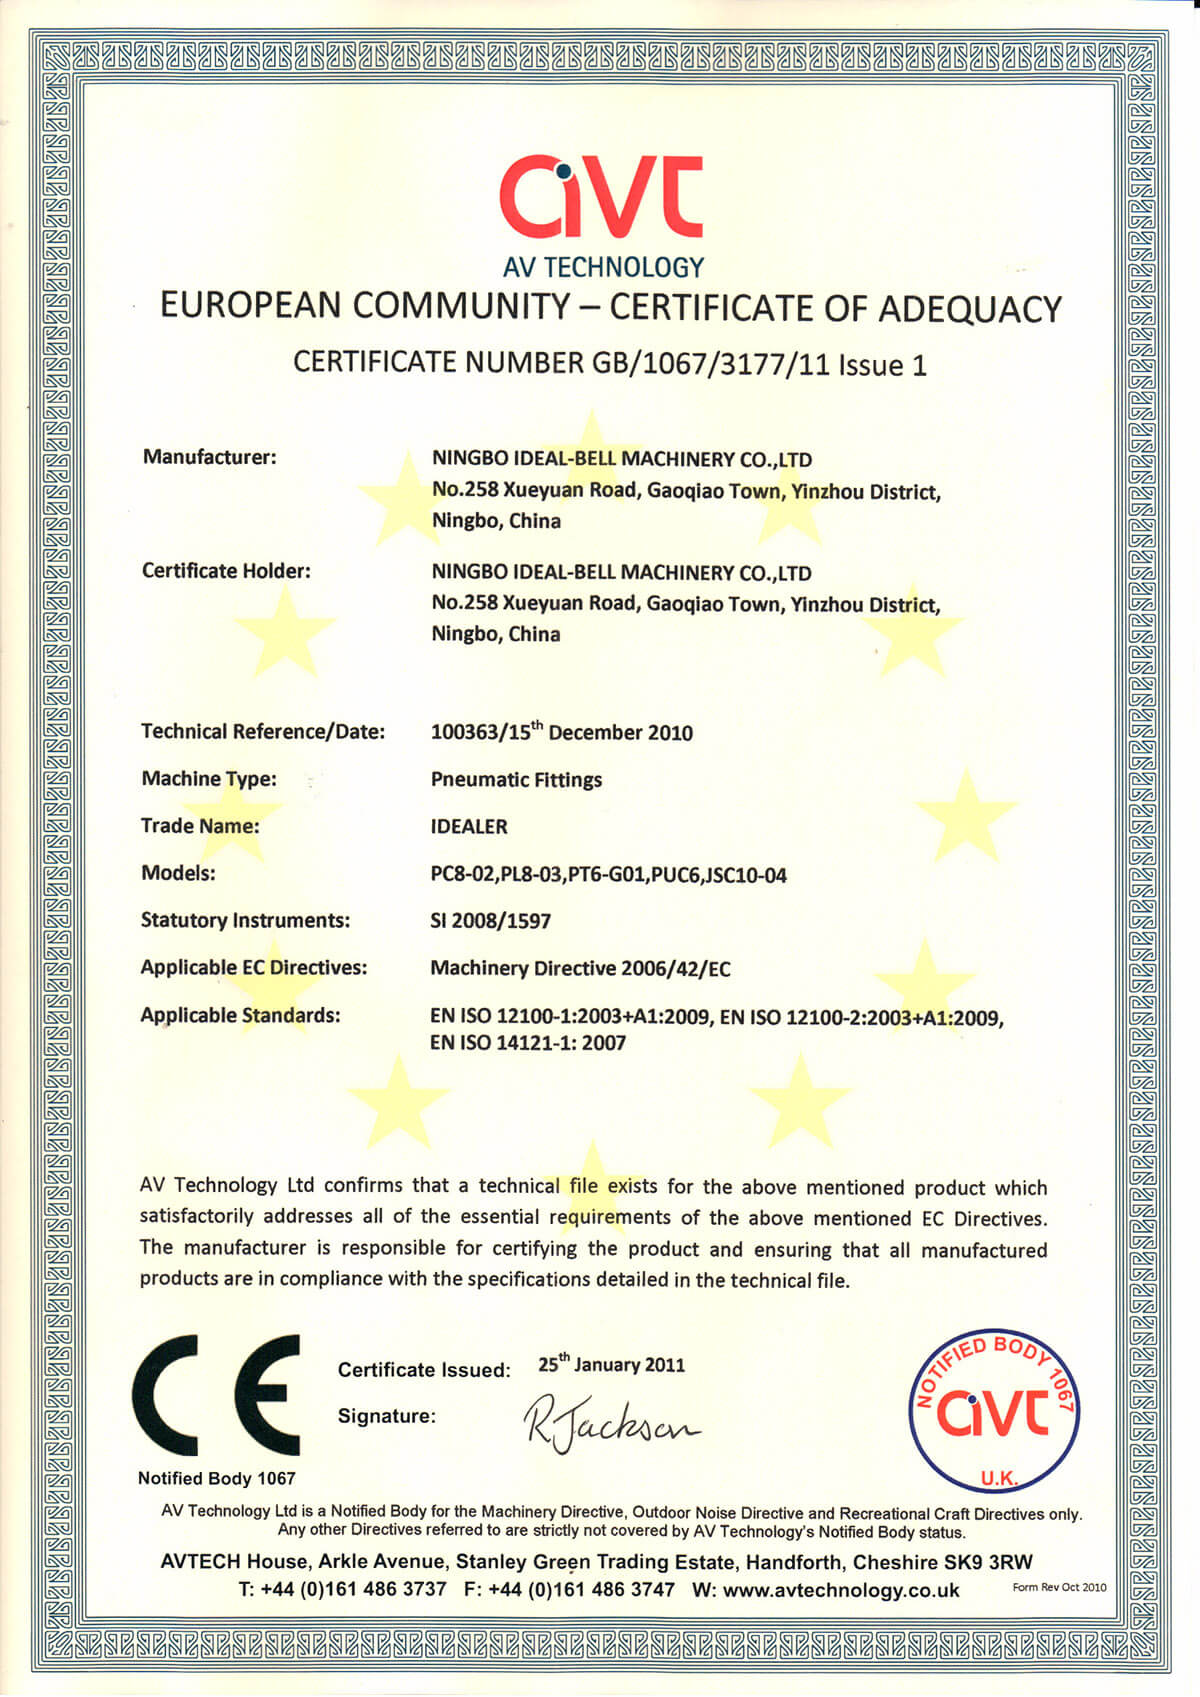 avt
AV TECHNOLOGY
EUROPEAN COMMUNITY – CERTIFICATE OF ADEQUACY
CERTIFICATE NUMBER GB/1067/3177/11 Issue 1
Manufacturer: NINGBO IDEAL-BELL MACHINERY CO.,LTD
No.258 Xueyuan Road, Gaoqiao Town, Yinzhou District,
Ningbo, China
Certificate Holder: NINGBO IDEAL-BELL MACHINERY CO.,LTD
No.258 Xueyuan Road, Gaoqiao Town, Yinzhou District,
Ningbo, China
Technical Reference/Date: 100363/15th December 2010
Machine Type: Pneumatic Fittings
Trade Name: IDEALER
Models: PC8-02,PL8-03,PT6-G01,PUC6,JSC10-04
Statutory Instruments: SI 2008/1597
Applicable EC Directives: Machinery Directive 2006/42/EC
Applicable Standards: EN ISO 12100-1:2003+A1:2009, EN ISO 12100-2:2003+A1:2009,
EN ISO 14121-1: 2007
AV Technology Ltd confirms that a technical file exists for the above mentioned product which
satisfactorily addresses all of the essential requirements of the above mentioned EC Directives.
The manufacturer is responsible for certifying the product and ensuring that all manufactured
products are in compliance with the specifications detailed in the technical file.
CE
Certificate Issued: 25th January 2011
Signature: R Jackson
Notified Body 1067
NOTIFIED BODY 1067
avt
U.K.
AV Technology Ltd is a Notified Body for the Machinery Directive, Outdoor Noise Directive and Recreational Craft Directives only.
Any other Directives referred to are strictly not covered by AV Technology's Notified Body status.
AVTECH House, Arkle Avenue, Stanley Green Trading Estate, Handforth, Cheshire SK9 3RW
T: +44 (0)161 486 3737 F: +44 (0)161 486 3747 W: www.avtechnology.co.uk
Form Rev Oct 2010